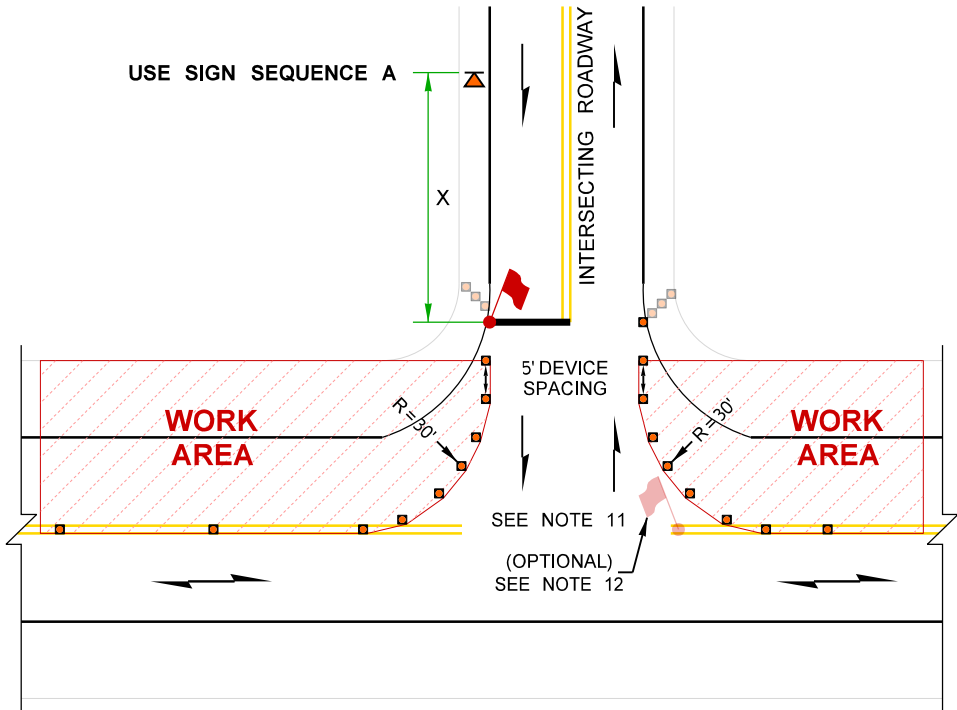 USE SIGN SEQUENCE A
X
INTERSECTING ROADWAY
5' DEVICE
SPACING
WORK
AREA
R = 30'
R = 30'
WORK
AREA
SEE NOTE 11
(OPTIONAL)
SEE NOTE 12